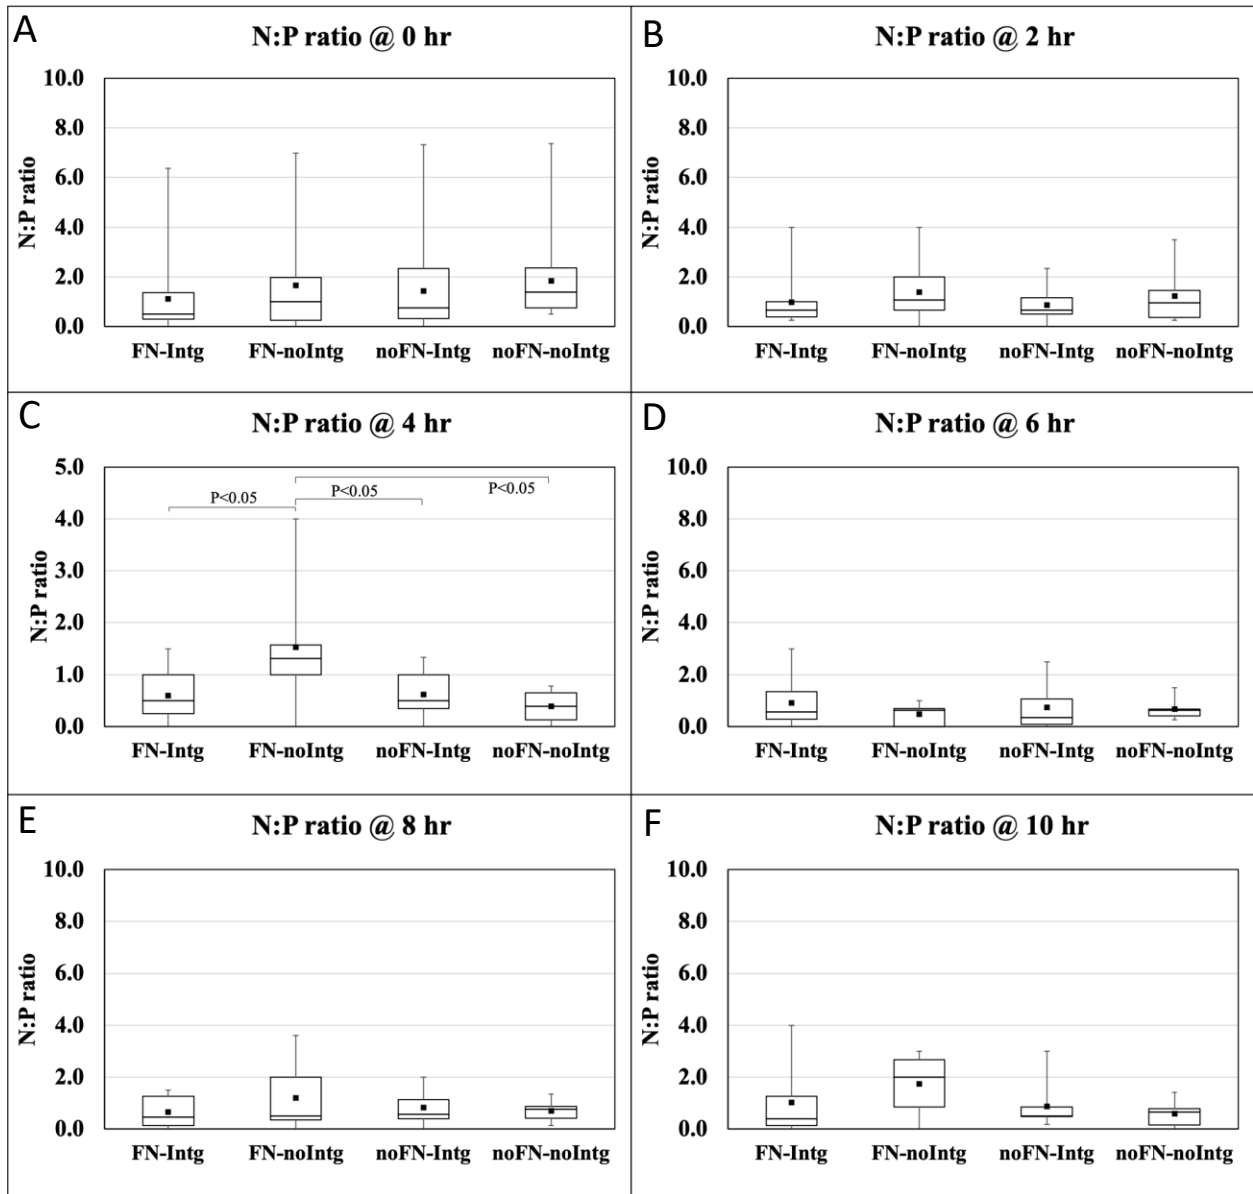 A
N:P ratio @ 0 hr
10.0
8.0
6.0
4.0
2.0
0.0
N:P ratio
FN-Intg FN-noIntg noFN-Intg noFN-noIntg
B
N:P ratio @ 2 hr
10.0
8.0
6.0
4.0
2.0
0.0
N:P ratio
FN-Intg FN-noIntg noFN-Intg noFN-noIntg
C
N:P ratio @ 4 hr
5.0
4.0
3.0
2.0
1.0
0.0
N:P ratio
P<0.05 P<0.05 P<0.05
FN-Intg FN-noIntg noFN-Intg noFN-noIntg
D
N:P ratio @ 6 hr
10.0
8.0
6.0
4.0
2.0
0.0
N:P ratio
FN-Intg FN-noIntg noFN-Intg noFN-noIntg
E
N:P ratio @ 8 hr
10.0
8.0
6.0
4.0
2.0
0.0
N:P ratio
FN-Intg FN-noIntg noFN-Intg noFN-noIntg
F
N:P ratio @ 10 hr
10.0
8.0
6.0
4.0
2.0
0.0
N:P ratio
FN-Intg FN-noIntg noFN-Intg noFN-noIntg